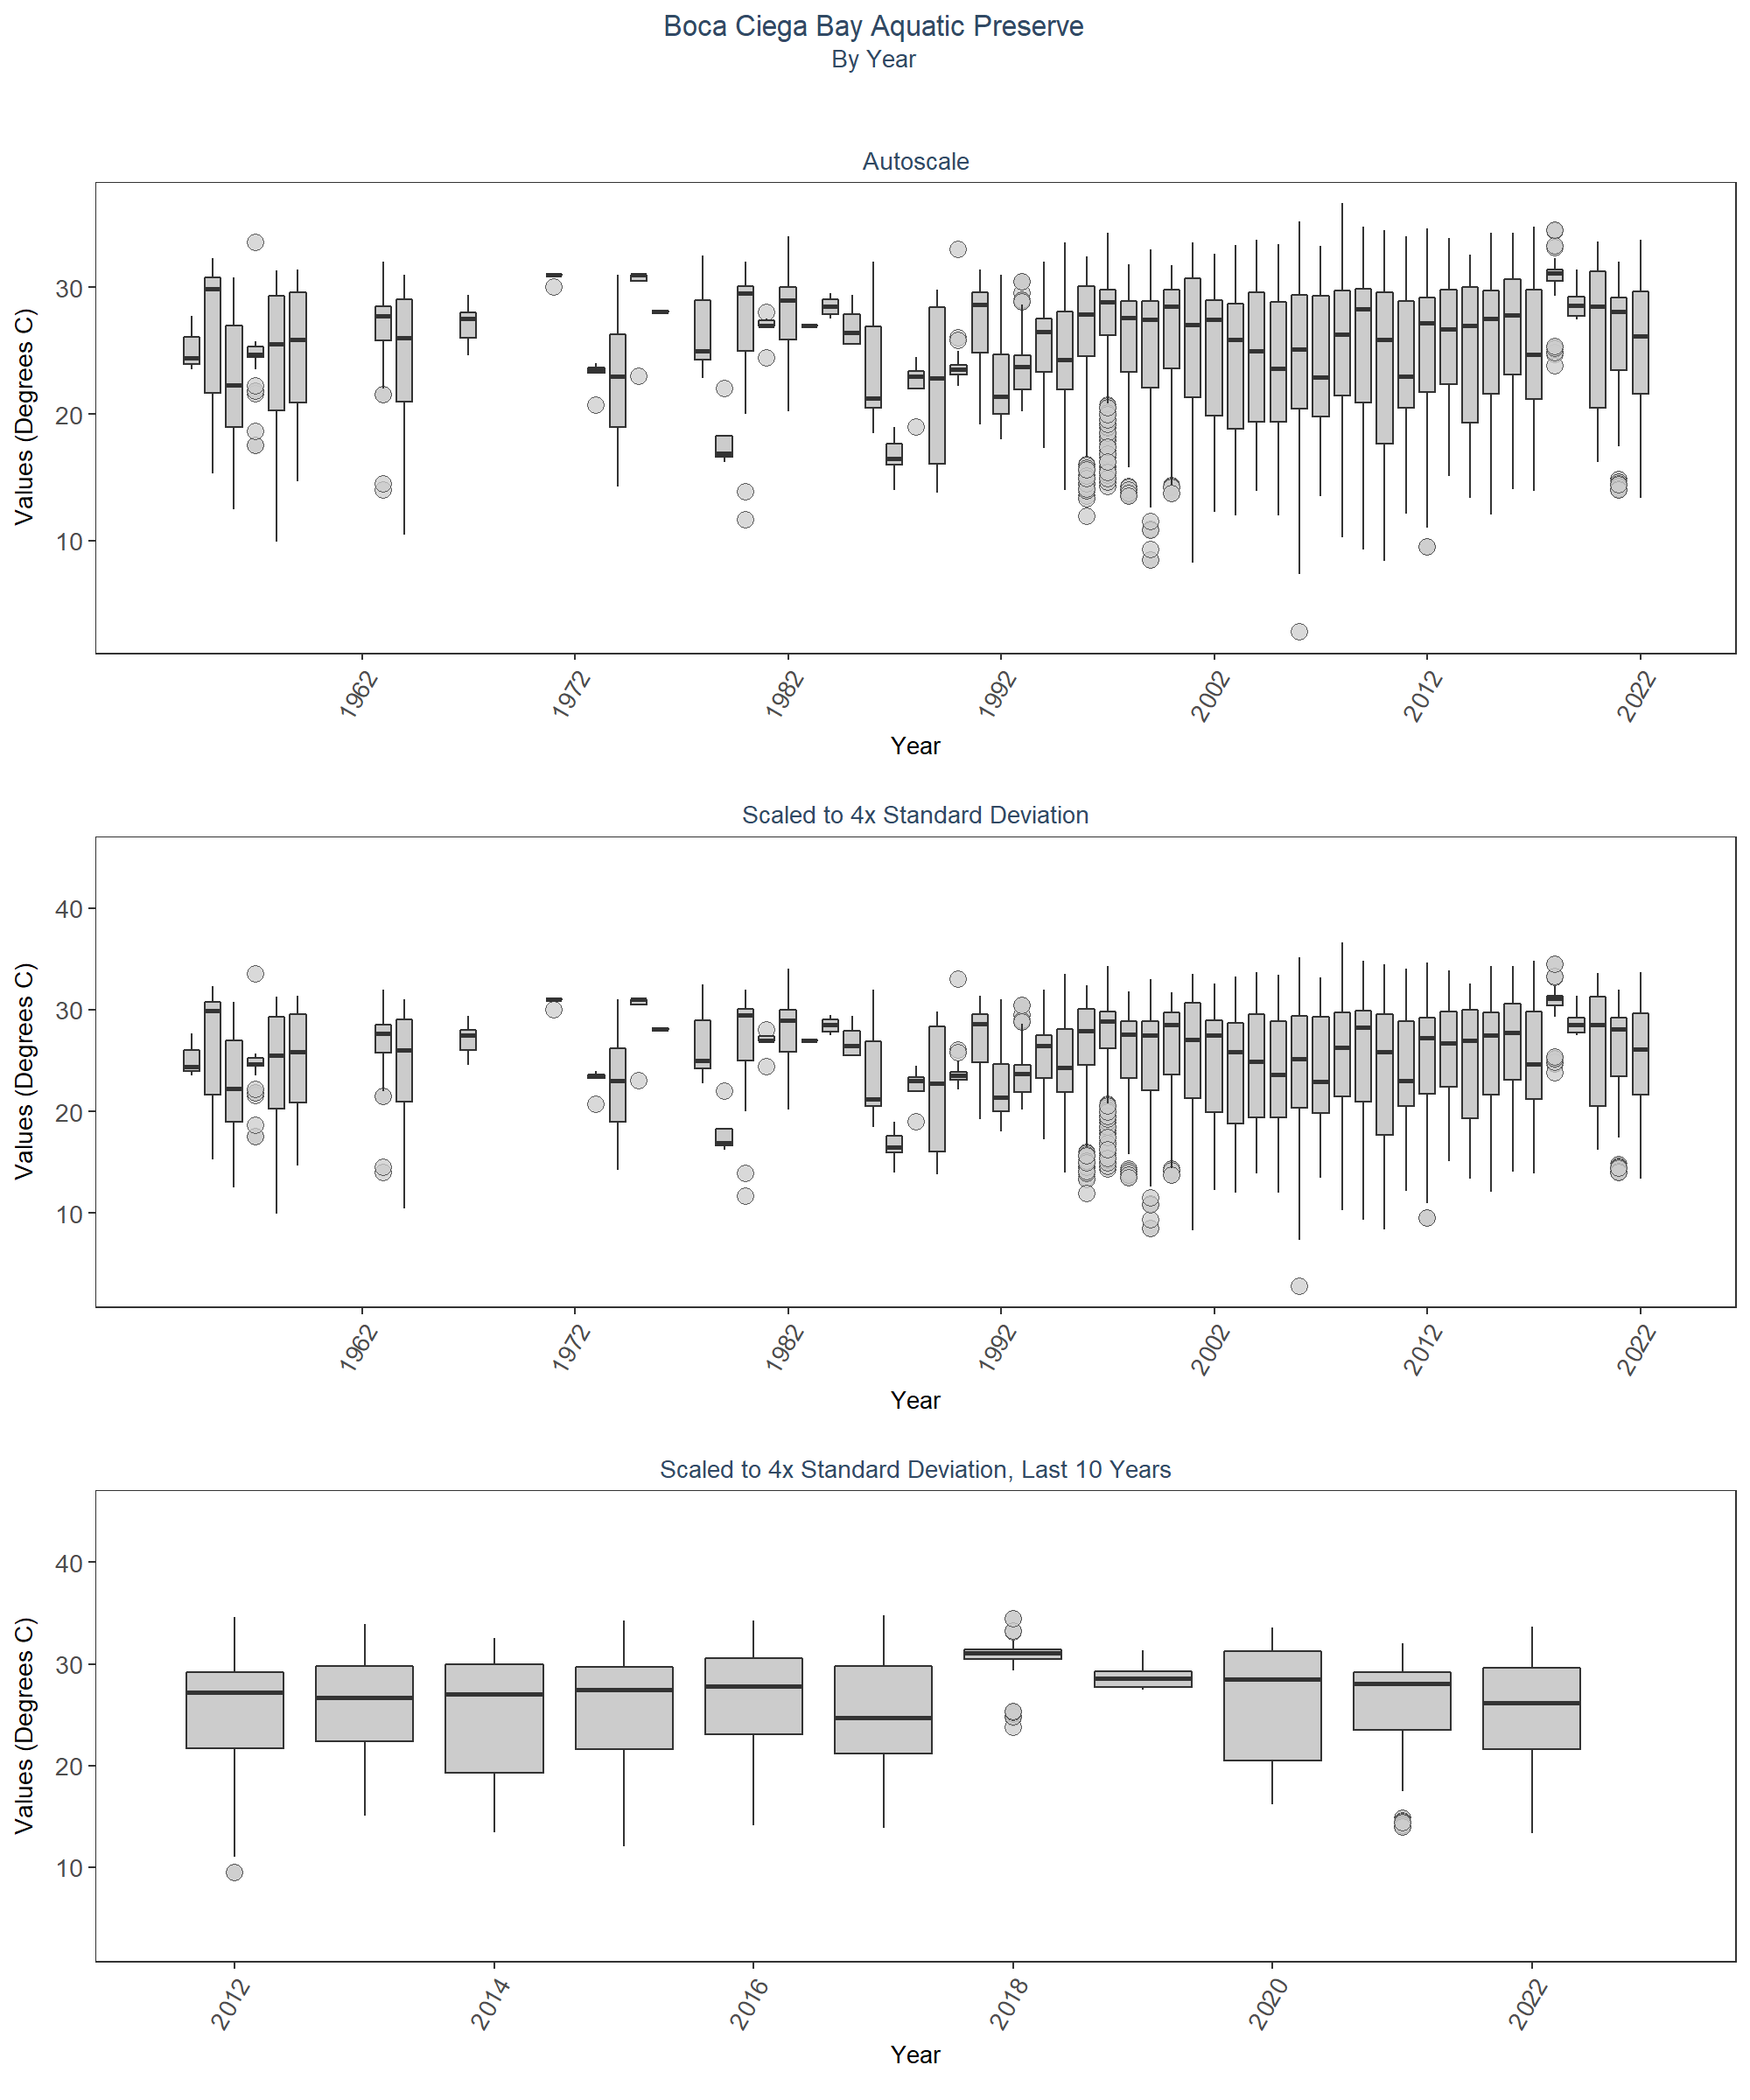 Boca Ciega Bay Aquatic Preserve
By Year
Autoscale
Values (Degrees C)
30
20
10
1962 1972 1982 1992 2002 2012 2022
Year
Scaled to 4x Standard Deviation
Values (Degrees C)
40
30
20
10
1962 1972 1982 1992 2002 2012 2022
Year
Scaled to 4x Standard Deviation, Last 10 Years
Values (Degrees C)
40
30
20
10
2012 2014 2016 2018 2020 2022
Year